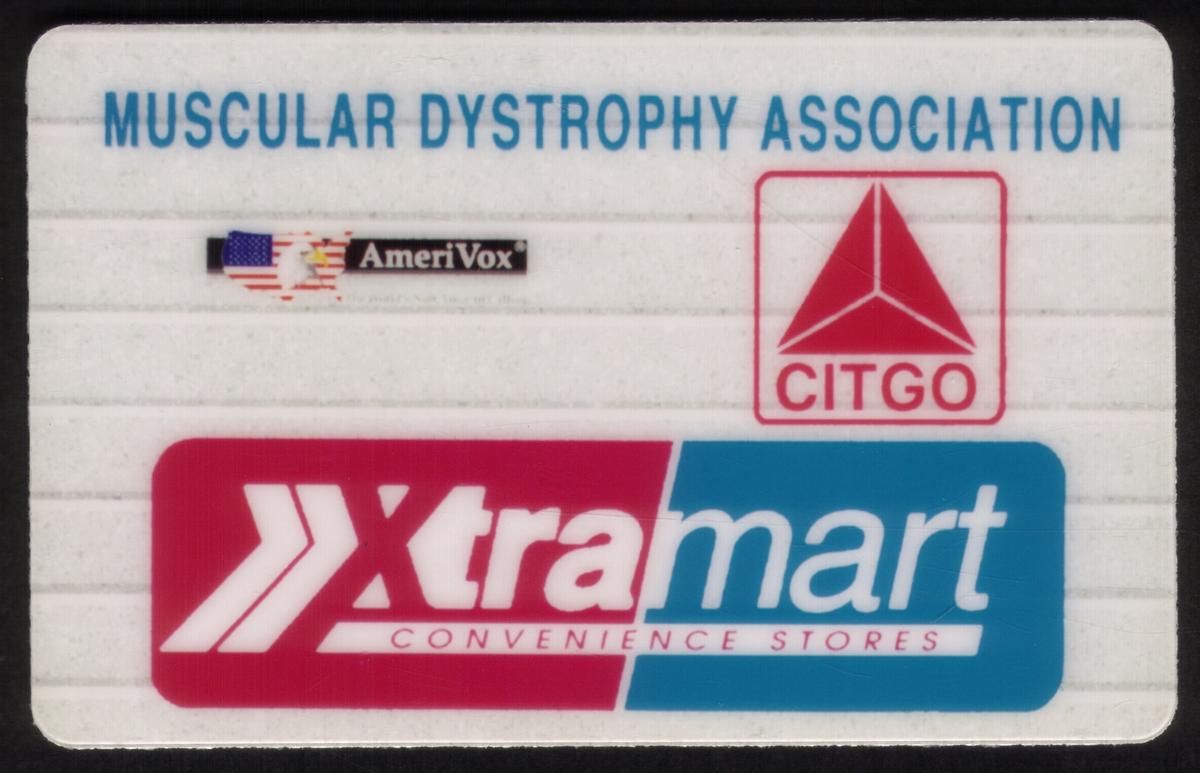 MUSCULAR DYSTROPHY ASSOCIATION
AmeriVox®
CITGO
Xtramart
CONVENIENCE STORES